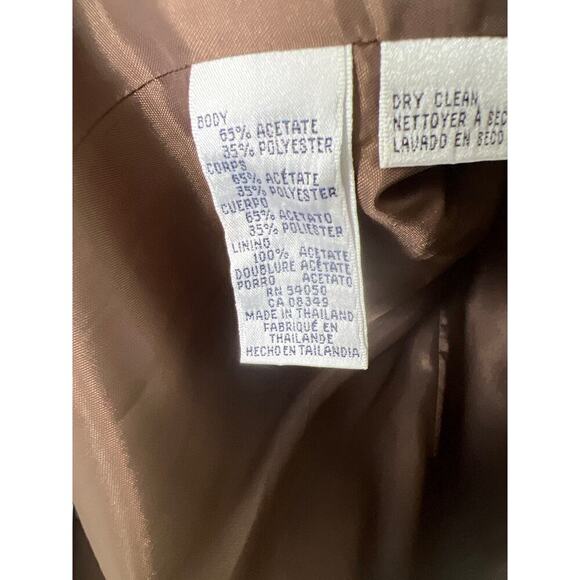 BODY
65% ACETATE
35% POLYESTER
CORPS
65% ACÉTATE
35% POLYESTER
CUERPO
65% ACETATO
35% POLIESTER
LINING
100% ACETATE
DOUBLURE ACÉTATE
FORRO ACETATO
RN 54050
CA 08349
MADE IN THAILAND
FABRIQUÉ EN
THAILANDE
HECHO EN TAILANDIA
DRY CLEAN
NETTOYER À SEC
LAVADO EN SECO